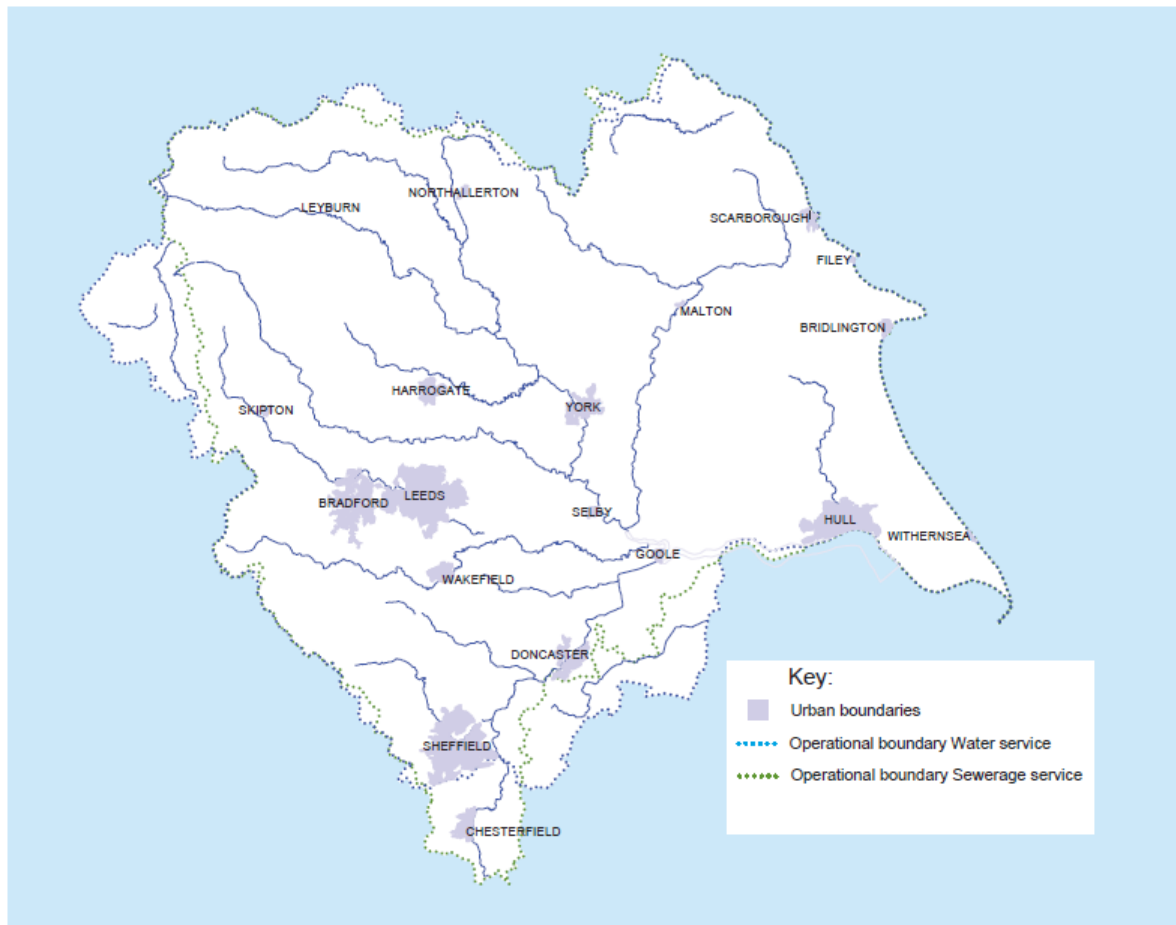 NORTHALLERTON
LEYBURN
SCARBOROUGH
FILEY
MALTON
BRIDLINGTON
HARROGATE
YORK
SKIPTON
LEEDS
BRADFORD
SELBY
HULL
WITHERNSEA
GOOLE
WAKEFIELD
DONCASTER
SHEFFIELD
CHESTERFIELD
Key:
Urban boundaries
Operational boundary Water service
Operational boundary Sewerage service